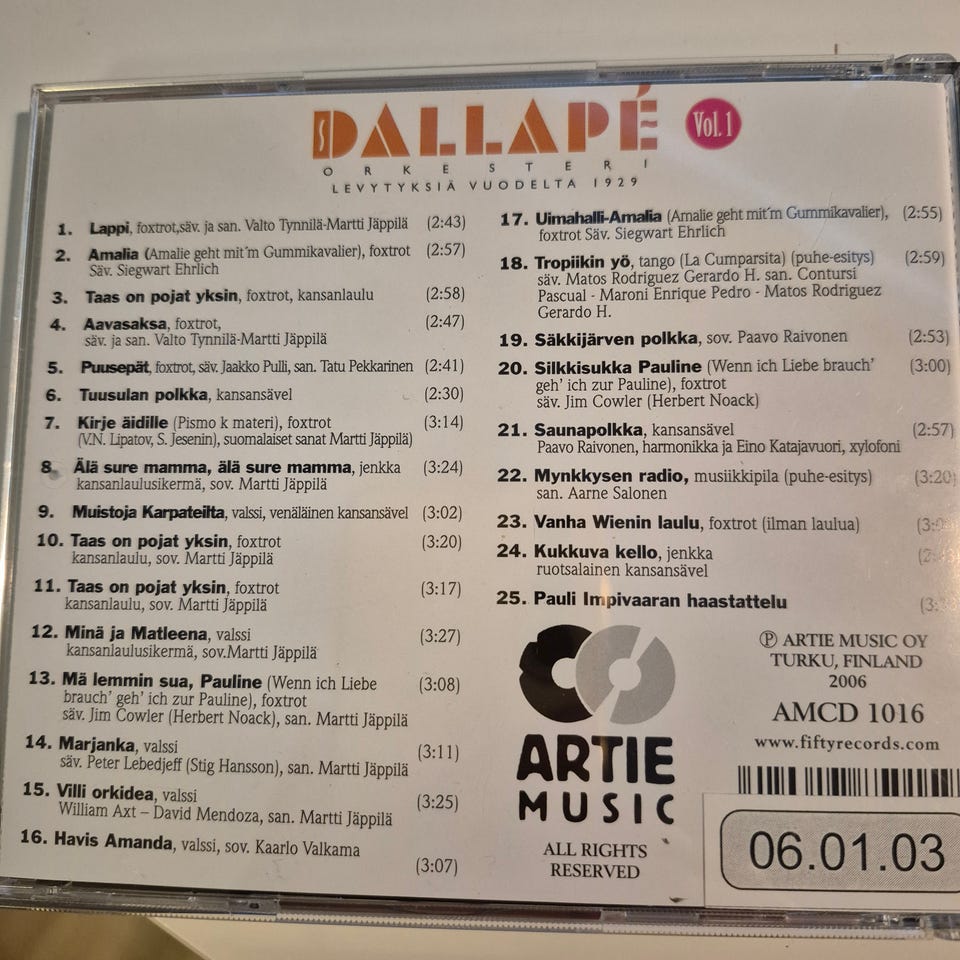 DALLAPÉ Vol. 1
ORKESTERI
LEVYTYKSIÄ VUODELTA 1929
1. Lappi, foxtrot,säv. ja san. Valto Tynnilä-Martti Jäppilä (2:43)
2. Amalia (Amalie geht mit´m Gummikavalier), foxtrot (2:57)
Säv. Siegwart Ehrlich
3. Taas on pojat yksin, foxtrot, kansanlaulu (2:58)
4. Aavasaksa, foxtrot, (2:47)
säv. ja san. Valto Tynnilä-Martti Jäppilä
5. Puusepät, foxtrot, säv. Jaakko Pulli, san. Tatu Pekkarinen (2:41)
6. Tuusulan polkka, kansansävel (2:30)
7. Kirje äidille (Pismo k materi), foxtrot (3:14)
(V.N. Lipatov, S. Jesenin), suomalaiset sanat Martti Jäppilä)
8. Älä sure mamma, älä sure mamma, jenkka (3:24)
kansanlaulusikermä, sov. Martti Jäppilä
9. Muistoja Karpateilta, valssi, venäläinen kansansävel (3:02)
10. Taas on pojat yksin, foxtrot (3:20)
kansanlaulu, sov. Martti Jäppilä
11. Taas on pojat yksin, foxtrot (3:17)
kansanlaulu, sov. Martti Jäppilä
12. Minä ja Matleena, valssi (3:27)
kansanlaulusikermä, sov.Martti Jäppilä
13. Mä lemmin sua, Pauline (Wenn ich Liebe (3:08)
brauch' geh' ich zur Pauline), foxtrot
säv. Jim Cowler (Herbert Noack), san. Martti Jäppilä
14. Marjanka, valssi (3:11)
säv. Peter Lebedjeff (Stig Hansson), san. Martti Jäppilä
15. Villi orkidea, valssi (3:25)
William Axt – David Mendoza, san. Martti Jäppilä
16. Havis Amanda, valssi, sov. Kaarlo Valkama
(3:07)
17. Uimahalli-Amalia (Amalie geht mit´m Gummikavalier), (2:55)
foxtrot Säv. Siegwart Ehrlich
18. Tropiikin yö, tango (La Cumparsita) (puhe-esitys) (2:59)
säv. Matos Rodriguez Gerardo H. san. Contursi
Pascual - Maroni Enrique Pedro - Matos Rodriguez
Gerardo H.
19. Säkkijärven polkka, sov. Paavo Raivonen (2:53)
20. Silkkisukka Pauline (Wenn ich Liebe brauch' (3:00)
geh' ich zur Pauline), foxtrot
säv. Jim Cowler (Herbert Noack)
21. Saunapolkka, kansansävel (2:57)
Paavo Raivonen, harmonikka ja Eino Katajavuori, xylofoni
22. Mynkkysen radio, musiikkipila (puhe-esitys) (3:20)
san. Aarne Salonen
23. Vanha Wienin laulu, foxtrot (ilman laulua)
24. Kukkuva kello, jenkka
ruotsalainen kansansävel
25. Pauli Impivaaran haastattelu
ARTIE
MUSIC
ALL RIGHTS
RESERVED
℗ ARTIE MUSIC OY
TURKU, FINLAND
2006
AMCD 1016
www.fiftyrecords.com
06.01.03